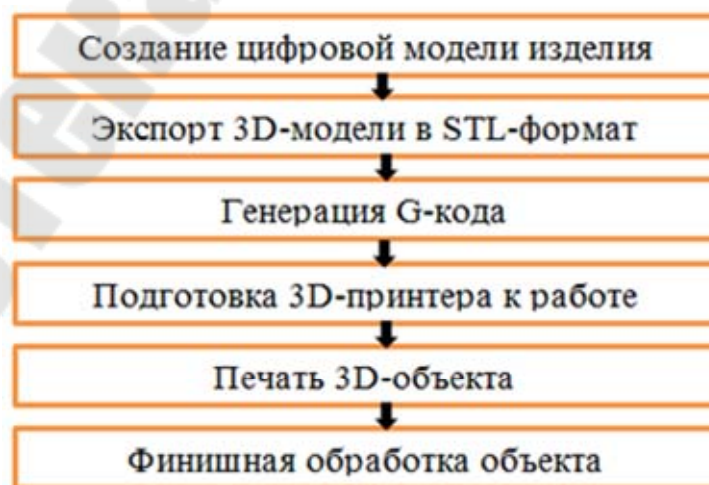 Создание цифровой модели изделия
Экспорт 3D-модели в STL-формат
Генерация G-кода
Подготовка 3D-принтера к работе
Печать 3D-объекта
Финишная обработка объекта